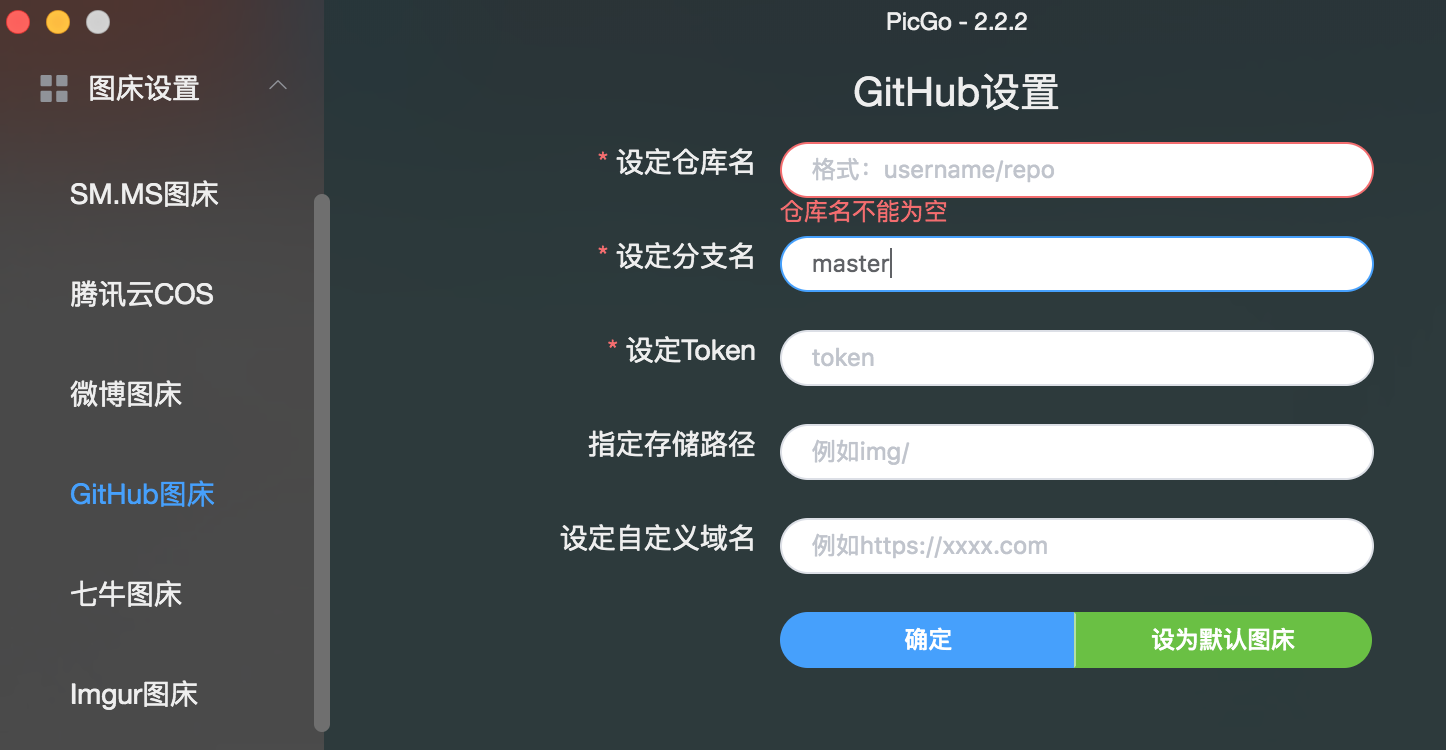 PicGo - 2.2.2
图床设置
SM.MS图床
腾讯云COS
微博图床
GitHub图床
七牛图床
Imgur图床
GitHub设置
* 设定仓库名
格式：username/repo
仓库名不能为空
* 设定分支名
master
* 设定Token
token
指定存储路径
例如img/
设定自定义域名
例如https://xxxx.com
确定
设为默认图床